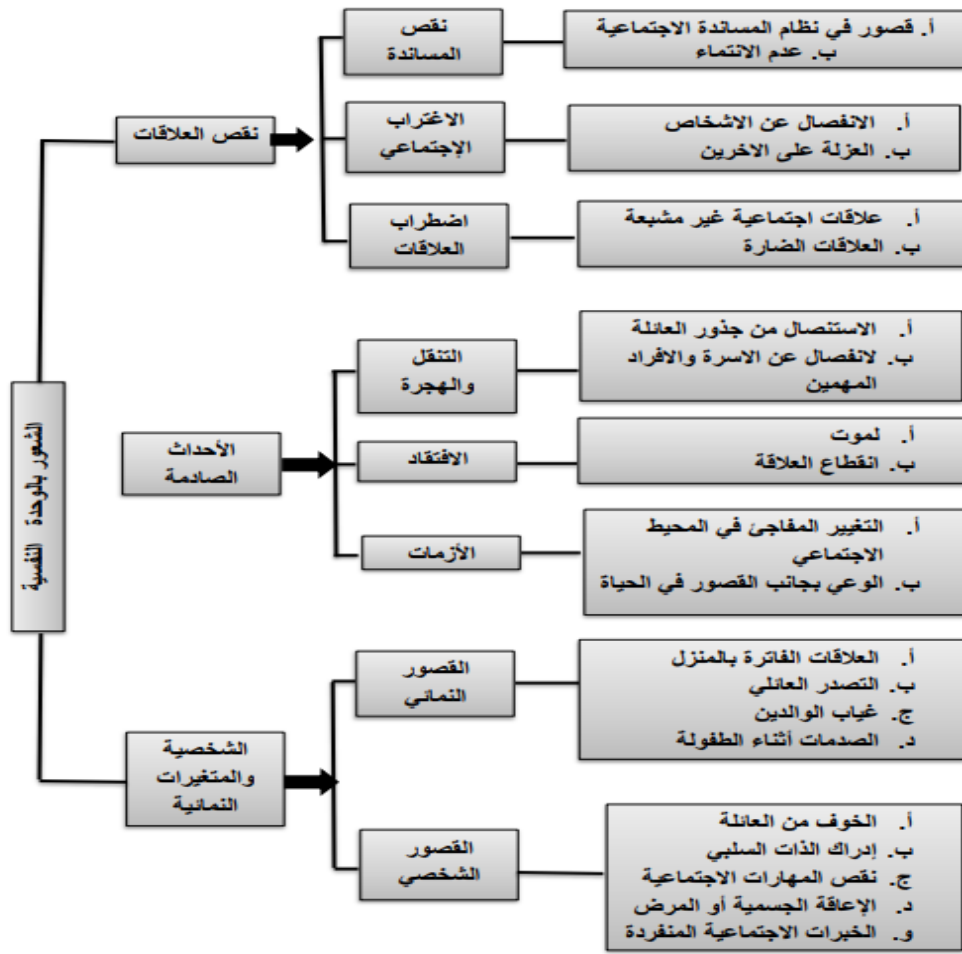 الشعور بالوحدة النفسية
نقص العلاقات
نقص
المساندة
أ. قصور في نظام المساندة الاجتماعية
ب. عدم الانتماء
الاغتراب
الإجتماعي
أ. الانفصال عن الاشخاص
ب. العزلة على الاخرين
اضطراب
العلاقات
أ. علاقات اجتماعية غير مشبعة
ب. العلاقات الضارة
الأحداث
الصادمة
التنقل
والهجرة
أ. الاستئصال من جذور العائلة
ب. لانفصال عن الاسرة والافراد
المهمين
الافتقاد
أ. لموت
ب. انقطاع العلاقة
الأزمات
أ. التغيير المفاجئ في المحيط
الاجتماعي
ب. الوعي بجانب القصور في الحياة
الشخصية
والمتغيرات
النمائية
القصور
النمائي
أ. العلاقات الفاترة بالمنزل
ب. التصدر العائلي
ج. غياب الوالدين
د. الصدمات أثناء الطفولة
القصور
الشخصي
أ. الخوف من العائلة
ب. إدراك الذات السلبي
ج. نقص المهارات الاجتماعية
د. الإعاقة الجسمية أو المرض
و. الخبرات الاجتماعية المنفردة